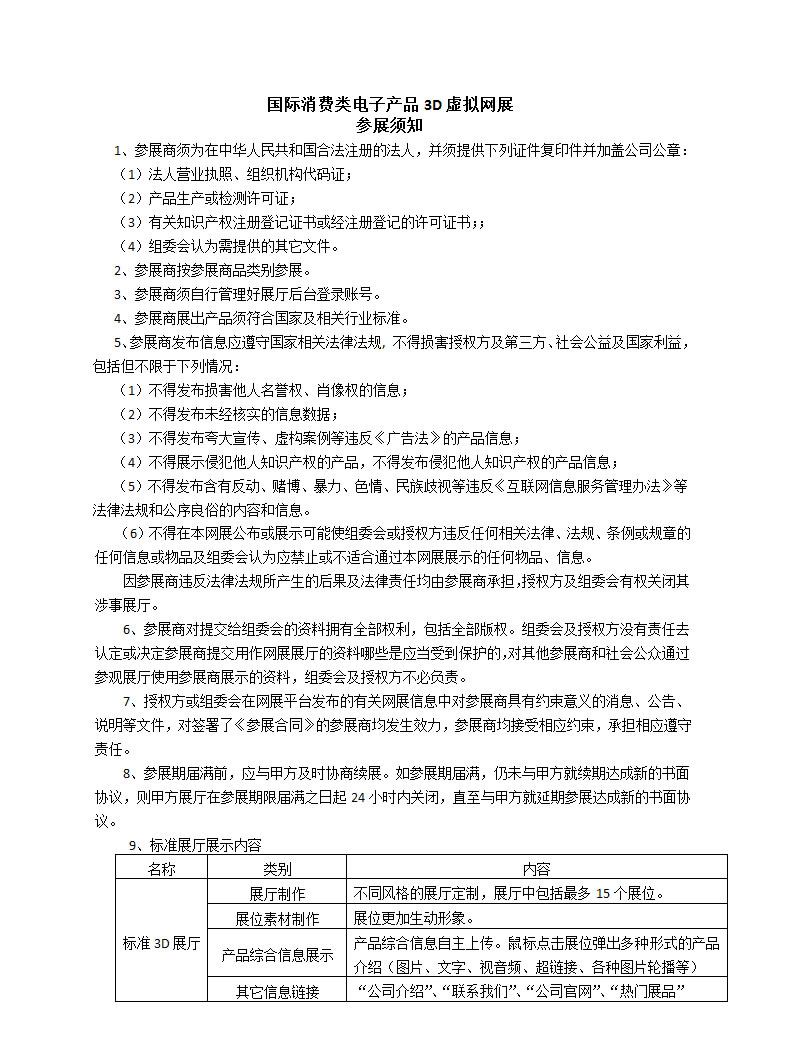 国际消费类电子产品 3D 虚拟网展
参展须知
1、参展商须为在中华人民共和国合法注册的法人，并须提供下列证件复印件并加盖公司公章：
（1）法人营业执照、组织机构代码证；
（2）产品生产或检测许可证；
（3）有关知识产权注册登记证书或经注册登记的许可证书；;
（4）组委会认为需提供的其它文件。
2、参展商按参展商品类别参展。
3、参展商须自行管理好展厅后台登录账号。
4、参展商展出产品须符合国家及相关行业标准。
5、参展商发布信息应遵守国家相关法律法规, 不得损害授权方及第三方、社会公益及国家利益，
包括但不限于下列情况：
（1）不得发布损害他人名誉权、肖像权的信息；
（2）不得发布未经核实的信息数据；
（3）不得发布夸大宣传、虚构案例等违反《广告法》的产品信息；
（4）不得展示侵犯他人知识产权的产品，不得发布侵犯他人知识产权的产品信息；
（5）不得发布含有反动、赌博、暴力、色情、民族歧视等违反《互联网信息服务管理办法》等
法律法规和公序良俗的内容和信息。
（6）不得在本网展公布或展示可能使组委会或授权方违反任何相关法律、法规、条例或规章的
任何信息或物品及组委会认为应禁止或不适合通过本网展展示的任何物品、信息。
因参展商违反法律法规所产生的后果及法律责任均由参展商承担，授权方及组委会有权关闭其
涉事展厅。
6、参展商对提交给组委会的资料拥有全部权利，包括全部版权。组委会及授权方没有责任去
认定或决定参展商提交用作网展展厅的资料哪些是应当受到保护的，对其他参展商和社会公众通过
参观展厅使用参展商展示的资料，组委会及授权方不必负责。
7、授权方或组委会在网展平台发布的有关网展信息中对参展商具有约束意义的消息、公告、
说明等文件，对签署了《参展合同》的参展商均发生效力，参展商均接受相应约束，承担相应遵守
责任。
8、参展期届满前，应与甲方及时协商续展。如参展期届满，仍未与甲方就续期达成新的书面
协议，则甲方展厅在参展期限届满之日起 24 小时内关闭，直至与甲方就延期参展达成新的书面协
议。
9、标准展厅展示内容
名称 类别 内容
标准 3D 展厅 展厅制作 不同风格的展厅定制，展厅中包括最多 15 个展位。
展位素材制作 展位更加生动形象。
产品综合信息展示 产品综合信息自主上传。鼠标点击展位弹出多种形式的产品
介绍（图片、文字、视音频、超链接、各种图片轮播等）
其它信息链接 “公司介绍”、“联系我们”、“公司官网”、“热门展品”